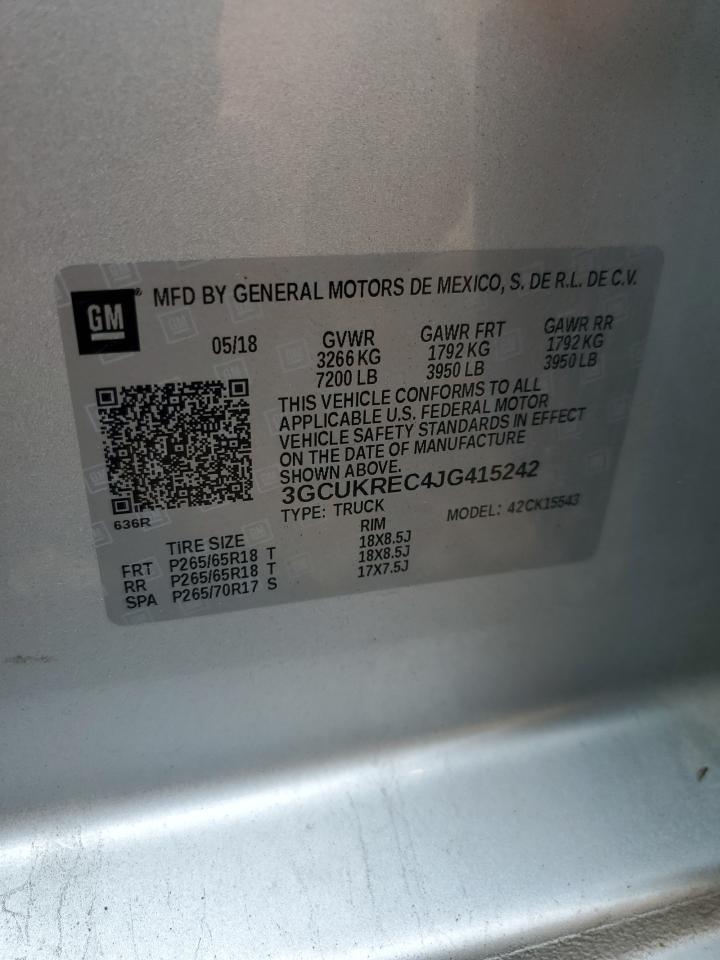 GM
MFD BY GENERAL MOTORS DE MEXICO, S. DE R.L. DE C.V.
05/18 GVWR GAWR FRT GAWR RR
3266 KG 1792 KG 1792 KG
7200 LB 3950 LB 3950 LB
THIS VEHICLE CONFORMS TO ALL
APPLICABLE U.S. FEDERAL MOTOR
VEHICLE SAFETY STANDARDS IN EFFECT
ON THE DATE OF MANUFACTURE
SHOWN ABOVE.
3GCUKREC4JG415242
636R TYPE: TRUCK MODEL: 42CK15543
TIRE SIZE RIM
FRT P265/65R18 T 18X8.5J
RR P265/65R18 T 18X8.5J
SPA P265/70R17 S 17X7.5J